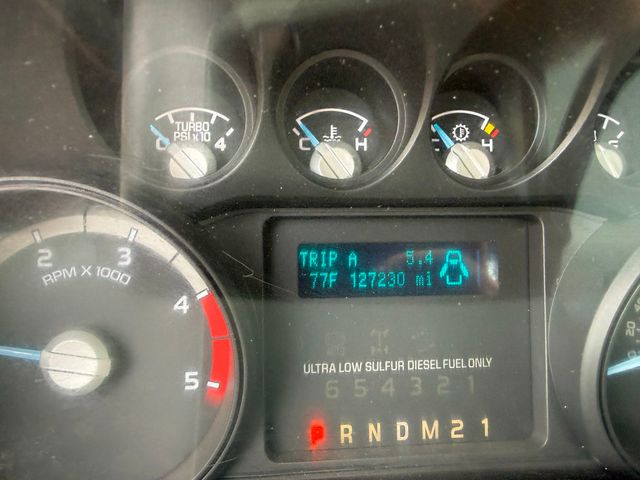 TURBO
PSI x 10
0 4
C H
H
2 3
RPM X 1000
4
5
TRIP A 5.4
77F 127230 mi
ULTRA LOW SULFUR DIESEL FUEL ONLY
6 5 4 3 2 1
P R N D M 2 1
20